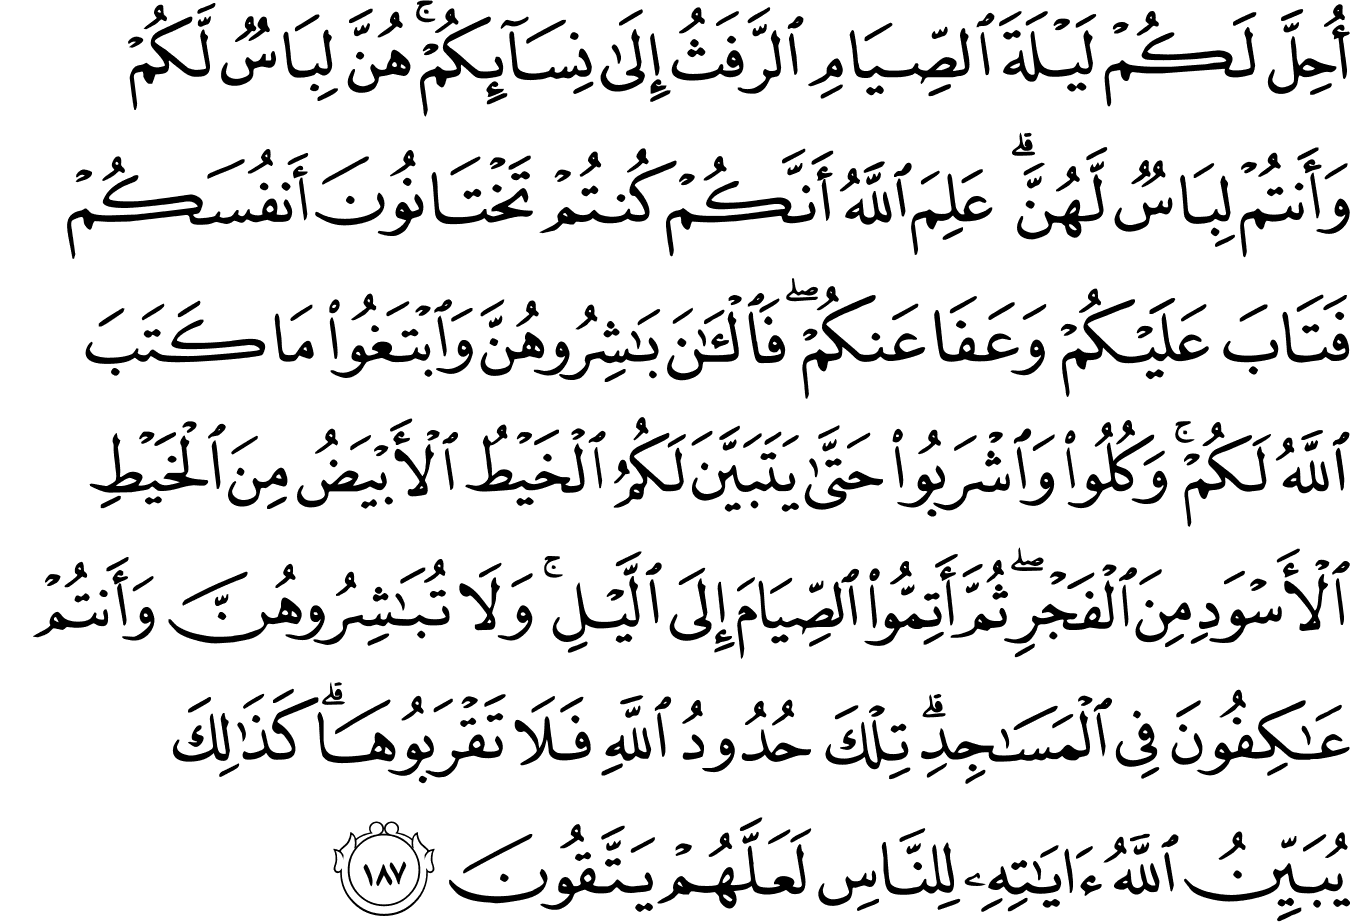 أُحِلَّ لَكُمۡ لَيۡلَةَ ٱلصِّيَامِ ٱلرَّفَثُ إِلَىٰ نِسَآئِكُمۡۚ هُنَّ لِبَاسٞ لَّكُمۡ
وَأَنتُمۡ لِبَاسٞ لَّهُنَّۗ عَلِمَ ٱللَّهُ أَنَّكُمۡ كُنتُمۡ تَخۡتَانُونَ أَنفُسَكُمۡ
فَتَابَ عَلَيۡكُمۡ وَعَفَا عَنكُمۡۖ فَٱلۡـَٰٔنَ بَٰشِرُوهُنَّ وَٱبۡتَغُواْ مَا كَتَبَ
ٱللَّهُ لَكُمۡۚ وَكُلُواْ وَٱشۡرَبُواْ حَتَّىٰ يَتَبَيَّنَ لَكُمُ ٱلۡخَيۡطُ ٱلۡأَبۡيَضُ مِنَ ٱلۡخَيۡطِ
ٱلۡأَسۡوَدِ مِنَ ٱلۡفَجۡرِۖ ثُمَّ أَتِمُّواْ ٱلصِّيَامَ إِلَى ٱلَّيۡلِۚ وَلَا تُبَٰشِرُوهُنَّ وَأَنتُمۡ
عَٰكِفُونَ فِي ٱلۡمَسَٰجِدِۗ تِلۡكَ حُدُودُ ٱللَّهِ فَلَا تَقۡرَبُوهَاۗ كَذَٰلِكَ
يُبَيِّنُ ٱللَّهُ ءَايَٰتِهِۦ لِلنَّاسِ لَعَلَّهُمۡ يَتَّقُونَ ١٨٧